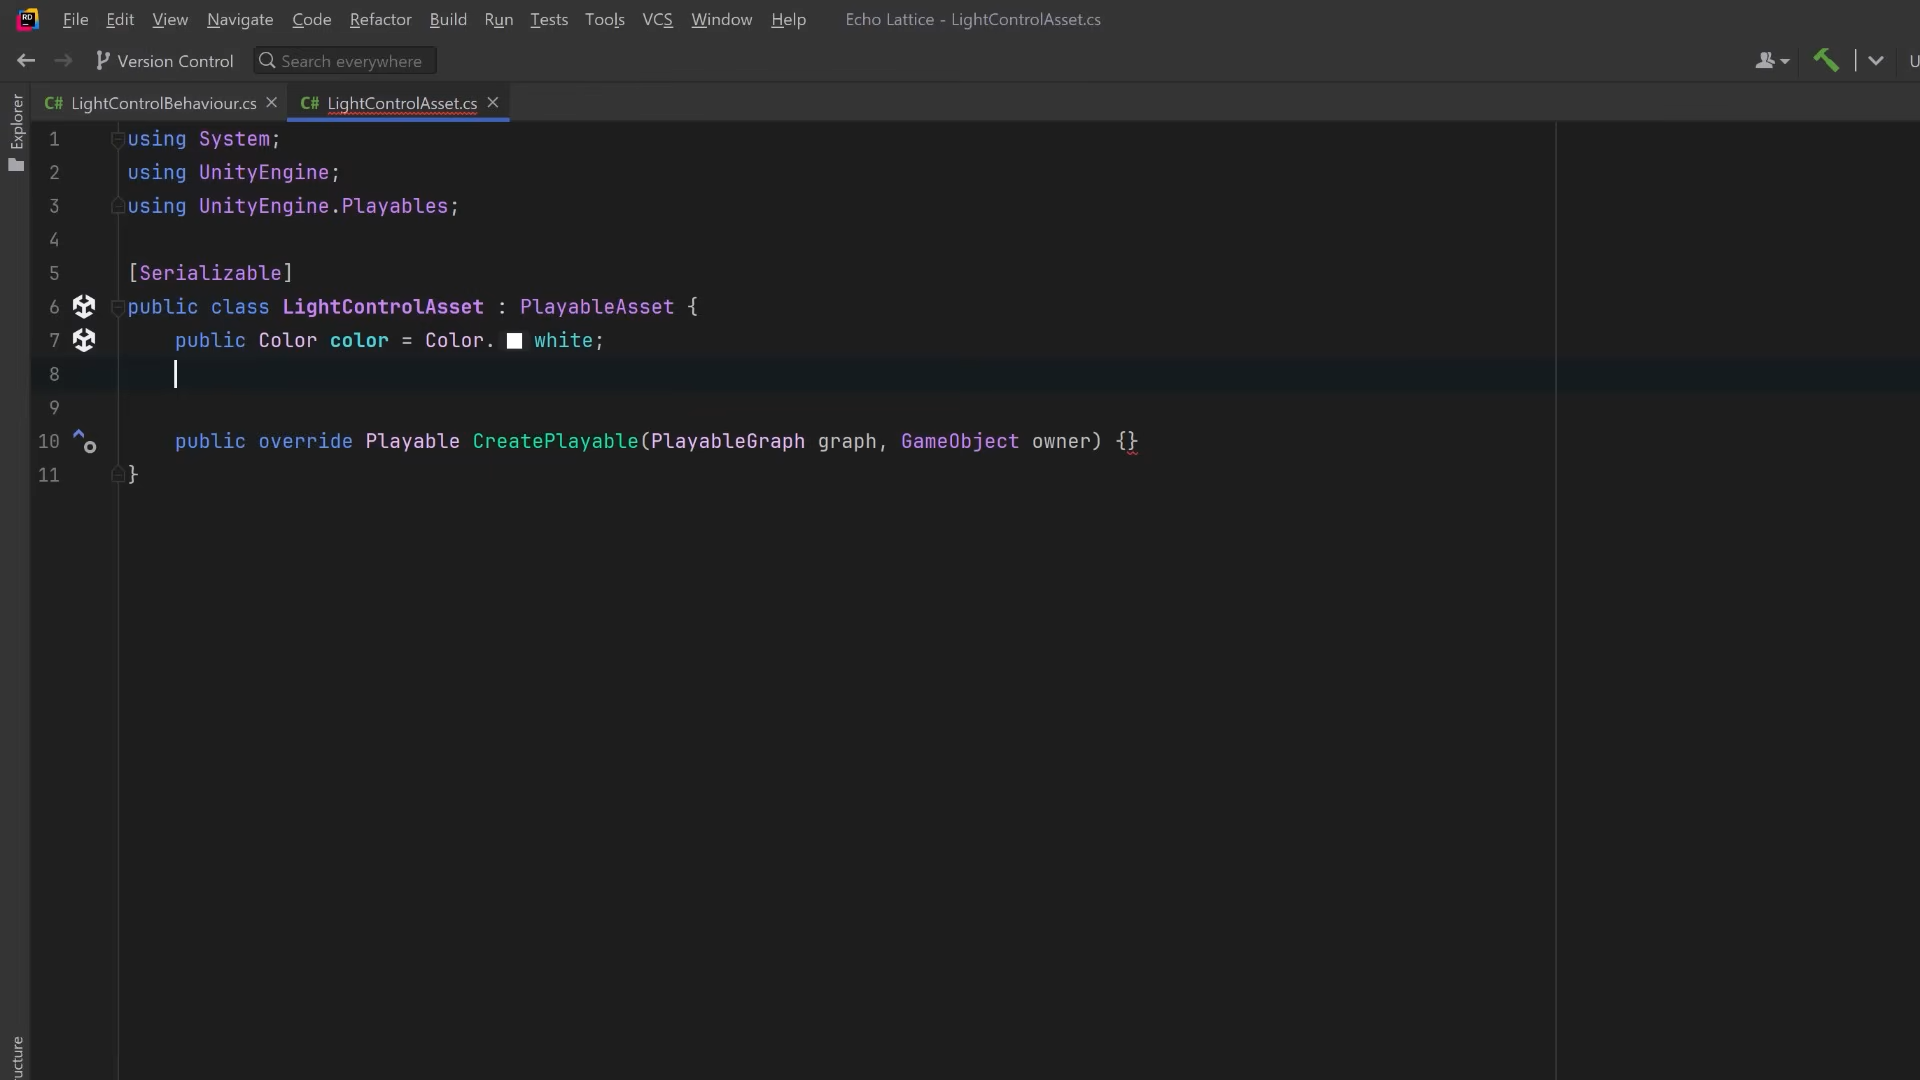 RD File Edit View Navigate Code Refactor Build Run Tests Tools VCS Window Help Echo Lattice - LightControlAsset.cs
Version Control Search everywhere U
C# LightControlBehaviour.cs C# LightControlAsset.cs
Explorer
1 using System;
2 using UnityEngine;
3 using UnityEngine.Playables;
4
5 [Serializable]
6 public class LightControlAsset : PlayableAsset {
7 public Color color = Color. white;
8
9
10 public override Playable CreatePlayable(PlayableGraph graph, GameObject owner) {}
11 }
ucture